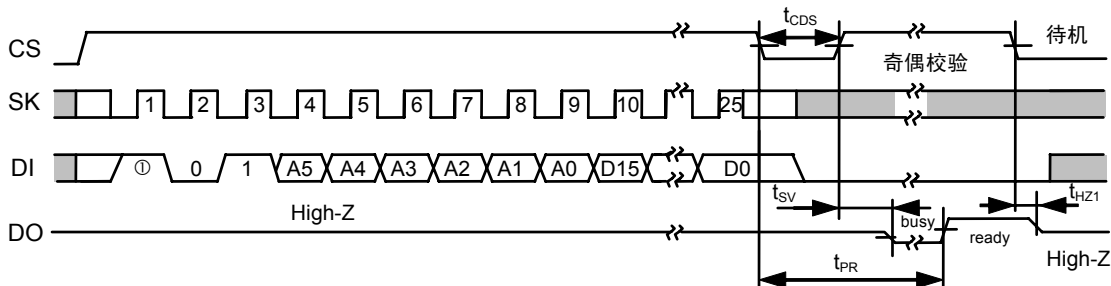 CS
t_CDS
待机
奇偶校验
SK
1 2 3 4 5 6 7 8 9 10 25
DI
① 0 1 A5 A4 A3 A2 A1 A0 D15 D0
High-Z
t_SV
busy
t_HZ1
DO
ready
t_PR
High-Z